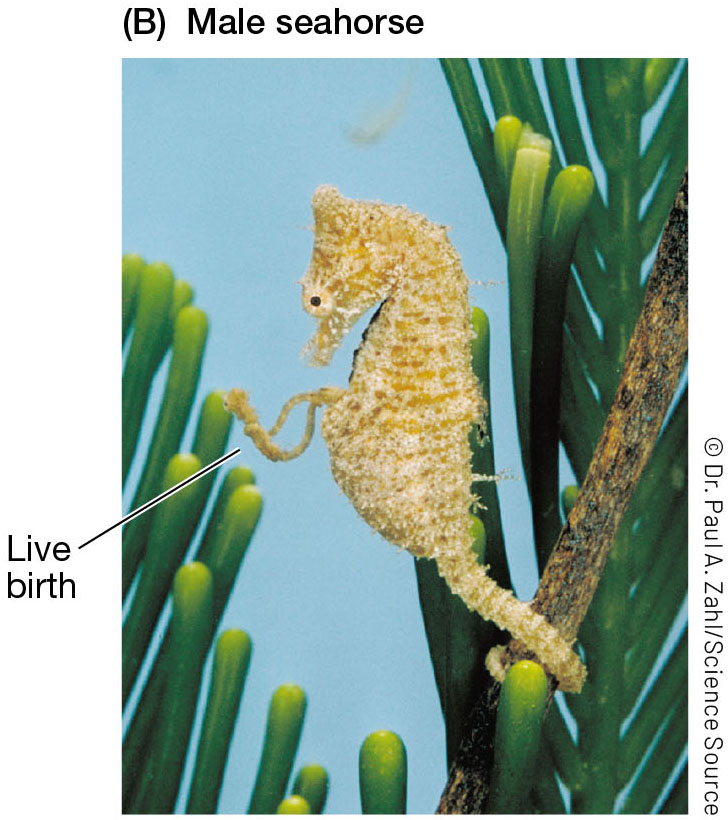 (B) Male seahorse
Live
birth
© Dr. Paul A. Zahl/Science Source